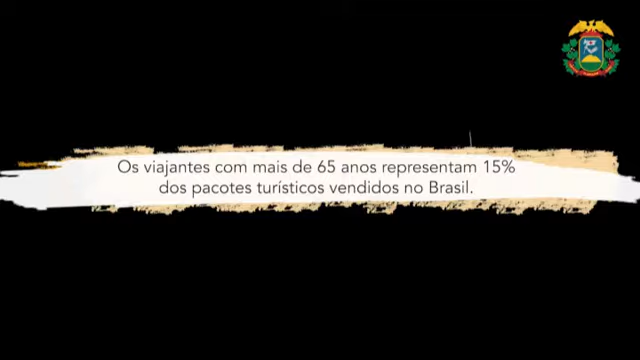 Os viajantes com mais de 65 anos representam 15%
dos pacotes turísticos vendidos no Brasil.